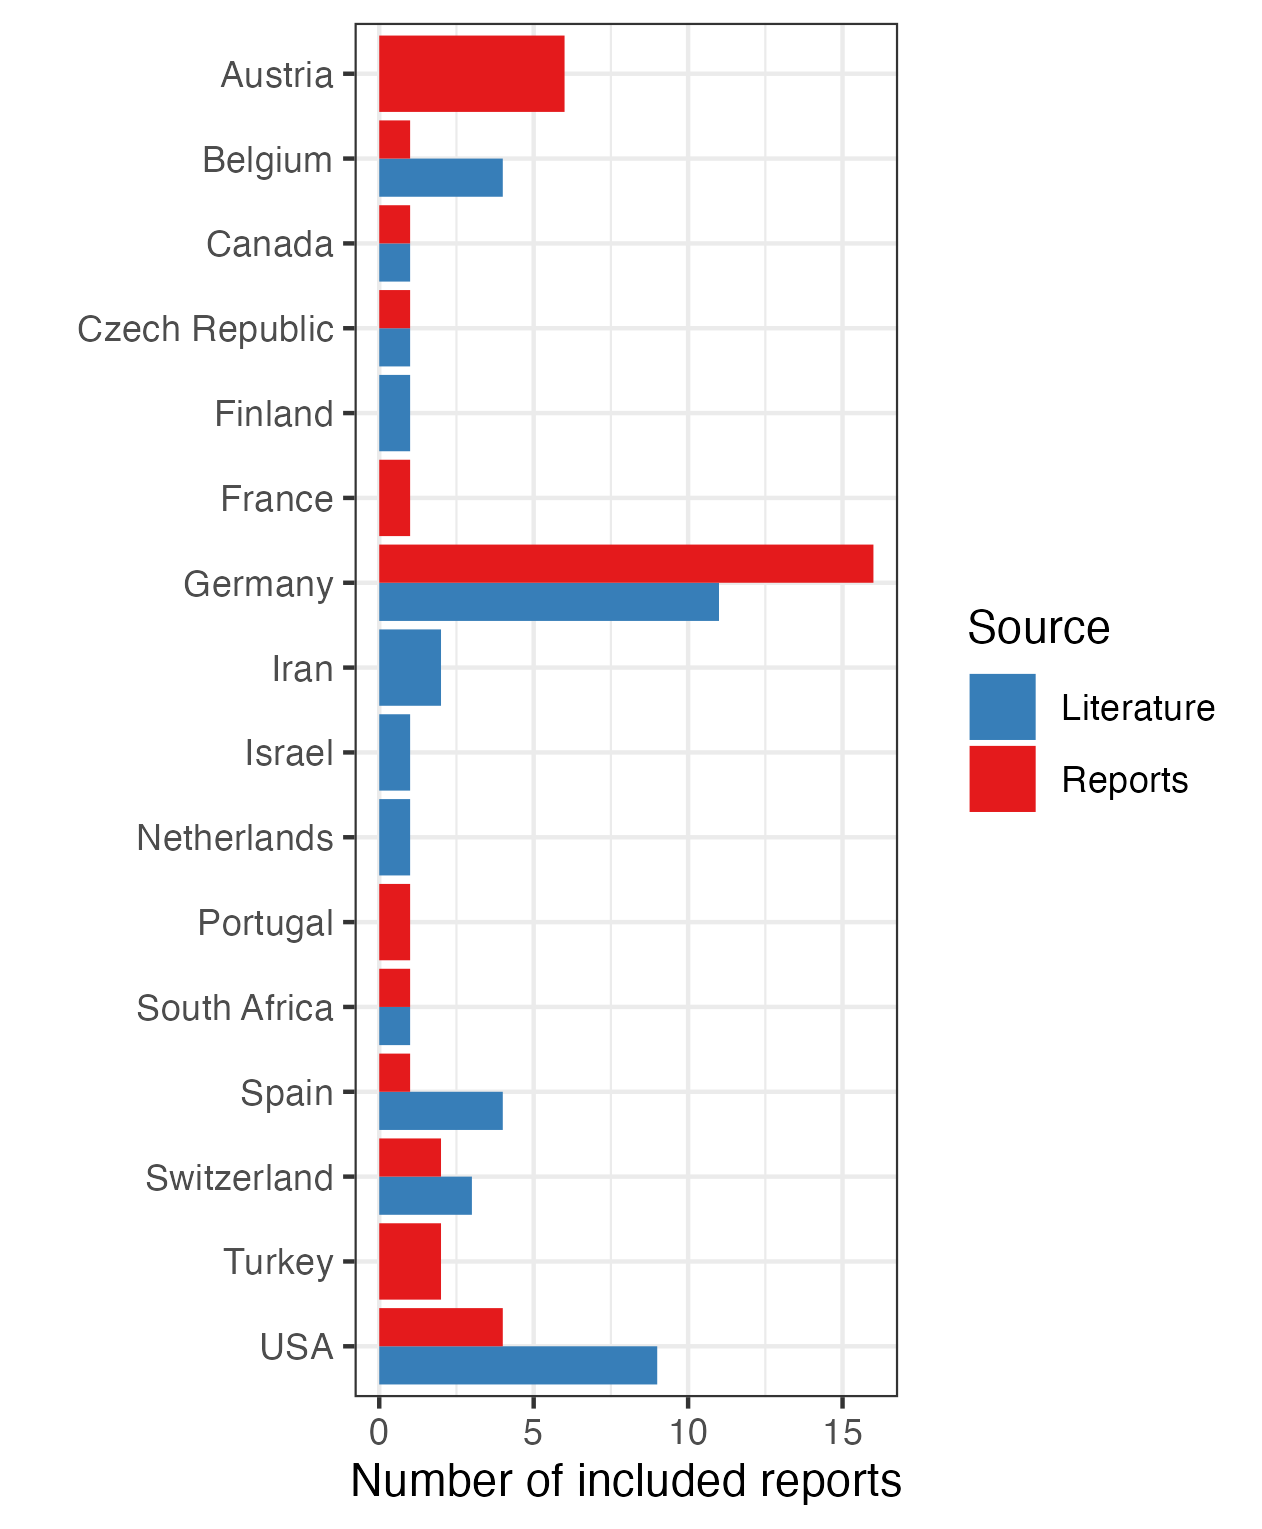 Austria
Belgium
Canada
Czech Republic
Finland
France
Germany
Iran
Israel
Netherlands
Portugal
South Africa
Spain
Switzerland
Turkey
USA
0 5 10 15
Number of included reports
Source
Literature
Reports